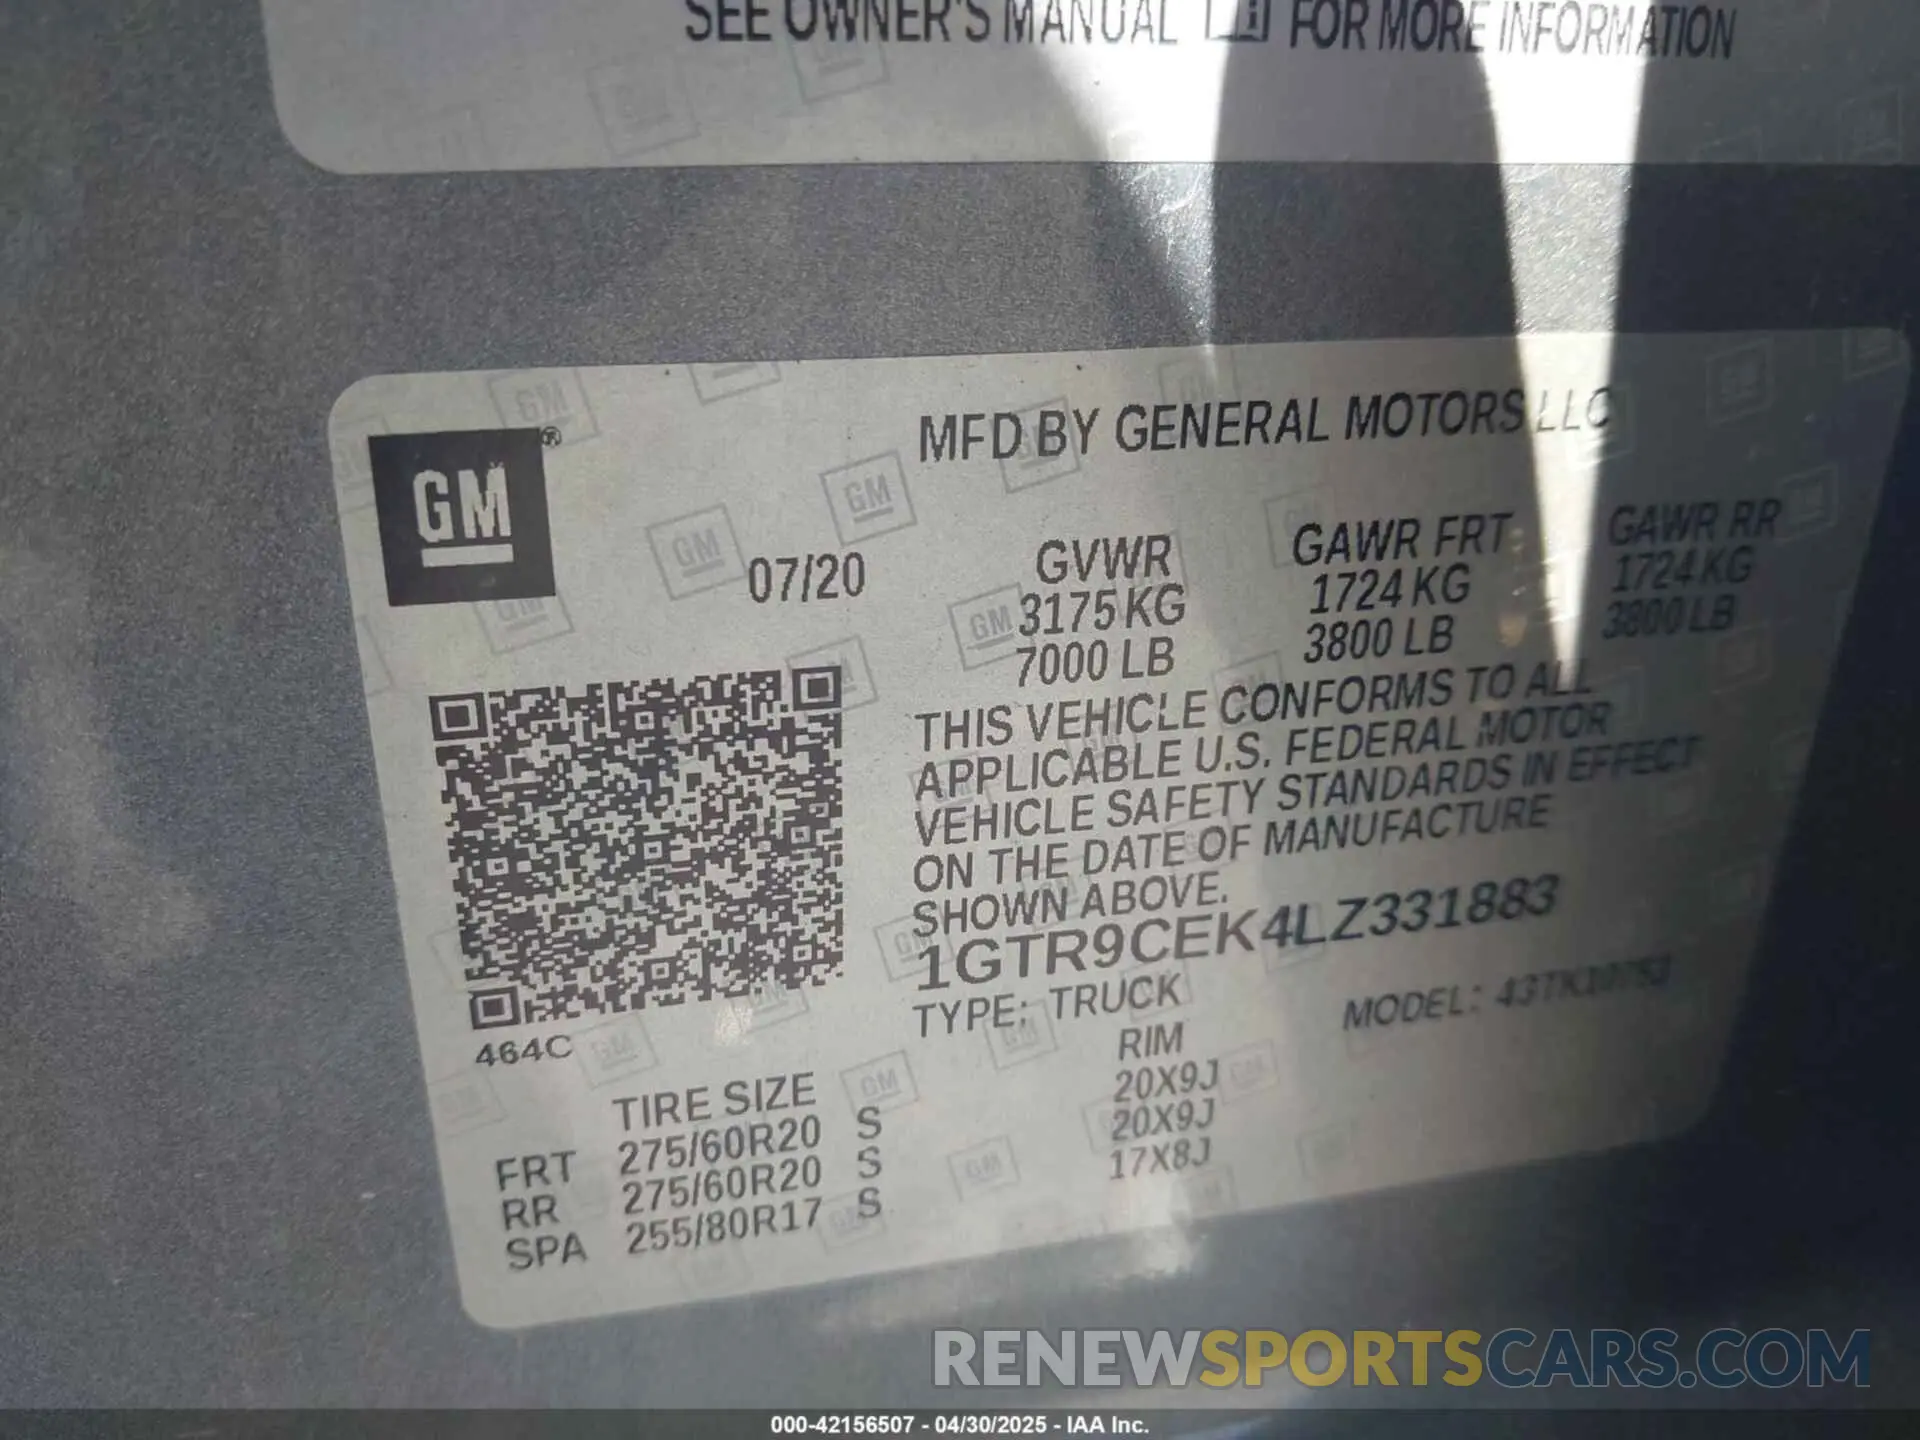 SEE OWNER'S MANUAL FOR MORE INFORMATION
GM®
MFD BY GENERAL MOTORS LLC
07/20
GVWR GAWR FRT GAWR RR
3175 KG 1724 KG 1724 KG
7000 LB 3800 LB 3800 LB
THIS VEHICLE CONFORMS TO ALL
APPLICABLE U.S. FEDERAL MOTOR
VEHICLE SAFETY STANDARDS IN EFFECT
ON THE DATE OF MANUFACTURE
SHOWN ABOVE.
1GTR9CEK4LZ331883
TYPE: TRUCK MODEL:
464C
TIRE SIZE RIM
FRT 275/60R20 S 20X9J
RR 275/60R20 S 20X9J
SPA 255/80R17 S 17X8J
RENEWSPORTSCARS.COM
000-42156507 - 04/30/2025 - IAA Inc.